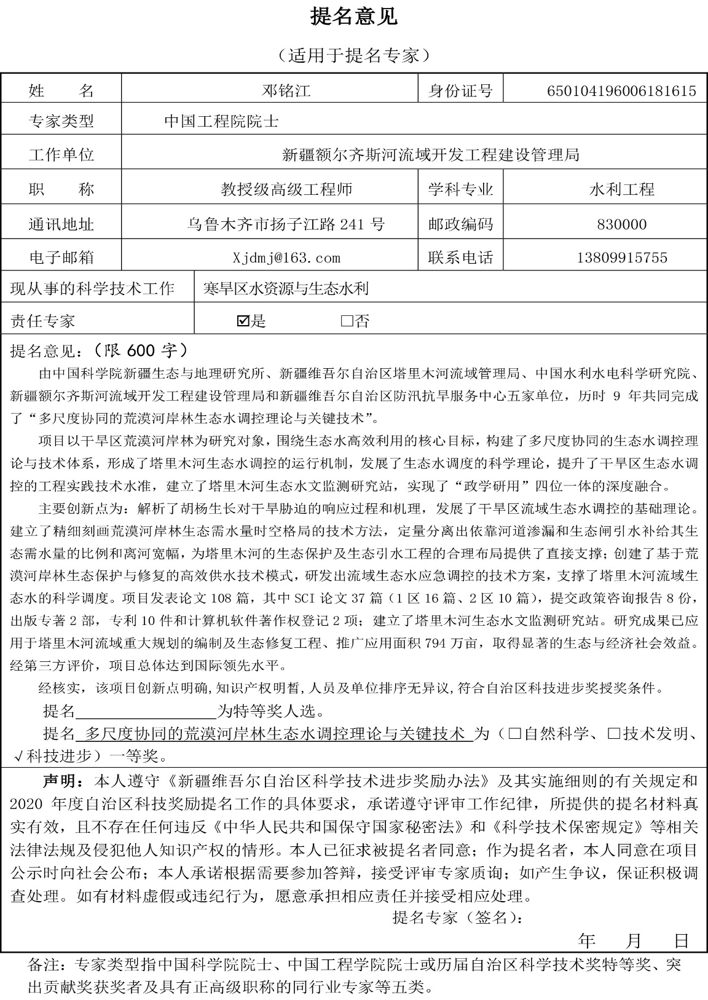 提名意见
（适用于提名专家）
姓　　名 邓铭江 身份证号 650104196006181615
专家类型 中国工程院院士
工作单位 新疆额尔齐斯河流域开发工程建设管理局
职　　称 教授级高级工程师 学科专业 水利工程
通讯地址 乌鲁木齐市扬子江路 241 号 邮政编码 830000
电子邮箱 Xjdmj@163.com 联系电话 13809915755
现从事的科学技术工作 寒旱区水资源与生态水利
责任专家 ☑是 □否
提名意见：（限 600 字）
由中国科学院新疆生态与地理研究所、新疆维吾尔自治区塔里木河流域管理局、中国水利水电科学研究院、
新疆额尔齐斯河流域开发工程建设管理局和新疆维吾尔自治区防汛抗旱服务中心五家单位，历时 9 年共同完成
了“多尺度协同的荒漠河岸林生态水调控理论与关键技术”。
项目以干旱区荒漠河岸林为研究对象，围绕生态水高效利用的核心目标，构建了多尺度协同的生态水调控理
论与技术体系，形成了塔里木河生态水调控的运行机制，发展了生态水调度的科学理论，提升了干旱区生态水调
控的工程实践技术水准，建立了塔里木河生态水文监测研究站，实现了“政学研用”四位一体的深度融合。
主要创新点为：解析了胡杨生长对干旱胁迫的响应过程和机理，发展了干旱区流域生态水调控的基础理论。
建立了精细刻画荒漠河岸林生态需水量时空格局的技术方法，定量分离出依靠河道渗漏和生态闸引水补给其生
态需水量的比例和离河宽幅，为塔里木河的生态保护及生态引水工程的合理布局提供了直接支撑；创建了基于荒
漠河岸林生态保护与修复的高效供水技术模式，研发出流域生态水应急调控的技术方案，支撑了塔里木河流域生
态水的科学调度。项目发表论文 108 篇，其中 SCI 论文 37 篇（1 区 16 篇、2 区 10 篇），提交政策咨询报告 8 份，
出版专著 2 部，专利 10 件和计算机软件著作权登记 2 项；建立了塔里木河生态水文监测研究站。研究成果已应
用于塔里木河流域重大规划的编制及生态修复工程、推广应用面积 794 万亩，取得显著的生态与经济社会效益。
经第三方评价，项目总体达到国际领先水平。
经核实，该项目创新点明确,知识产权明晳,人员及单位排序无异议,符合自治区科技进步奖授奖条件。
提名＿＿＿＿＿＿＿＿为特等奖人选。
提名 多尺度协同的荒漠河岸林生态水调控理论与关键技术 为（□自然科学、□技术发明、
√科技进步）一等奖。
声明：本人遵守《新疆维吾尔自治区科学技术进步奖励办法》及其实施细则的有关规定和
2020 年度自治区科技奖励提名工作的具体要求，承诺遵守评审工作纪律，所提供的提名材料真
实有效，且不存在任何违反《中华人民共和国保守国家秘密法》和《科学技术保密规定》等相关
法律法规及侵犯他人知识产权的情形。本人已征求被提名者同意；作为提名者，本人同意在项目
公示时向社会公布；本人承诺根据需要参加答辩，接受评审专家质询；如产生争议，保证积极调
查处理。如有材料虚假或违纪行为，愿意承担相应责任并接受相应处理。
提名专家（签名）：
年　月　日
备注：专家类型指中国科学院院士、中国工程学院院士或历届自治区科学技术奖特等奖、突
出贡献奖获奖者及具有正高级职称的同行业专家等五类。